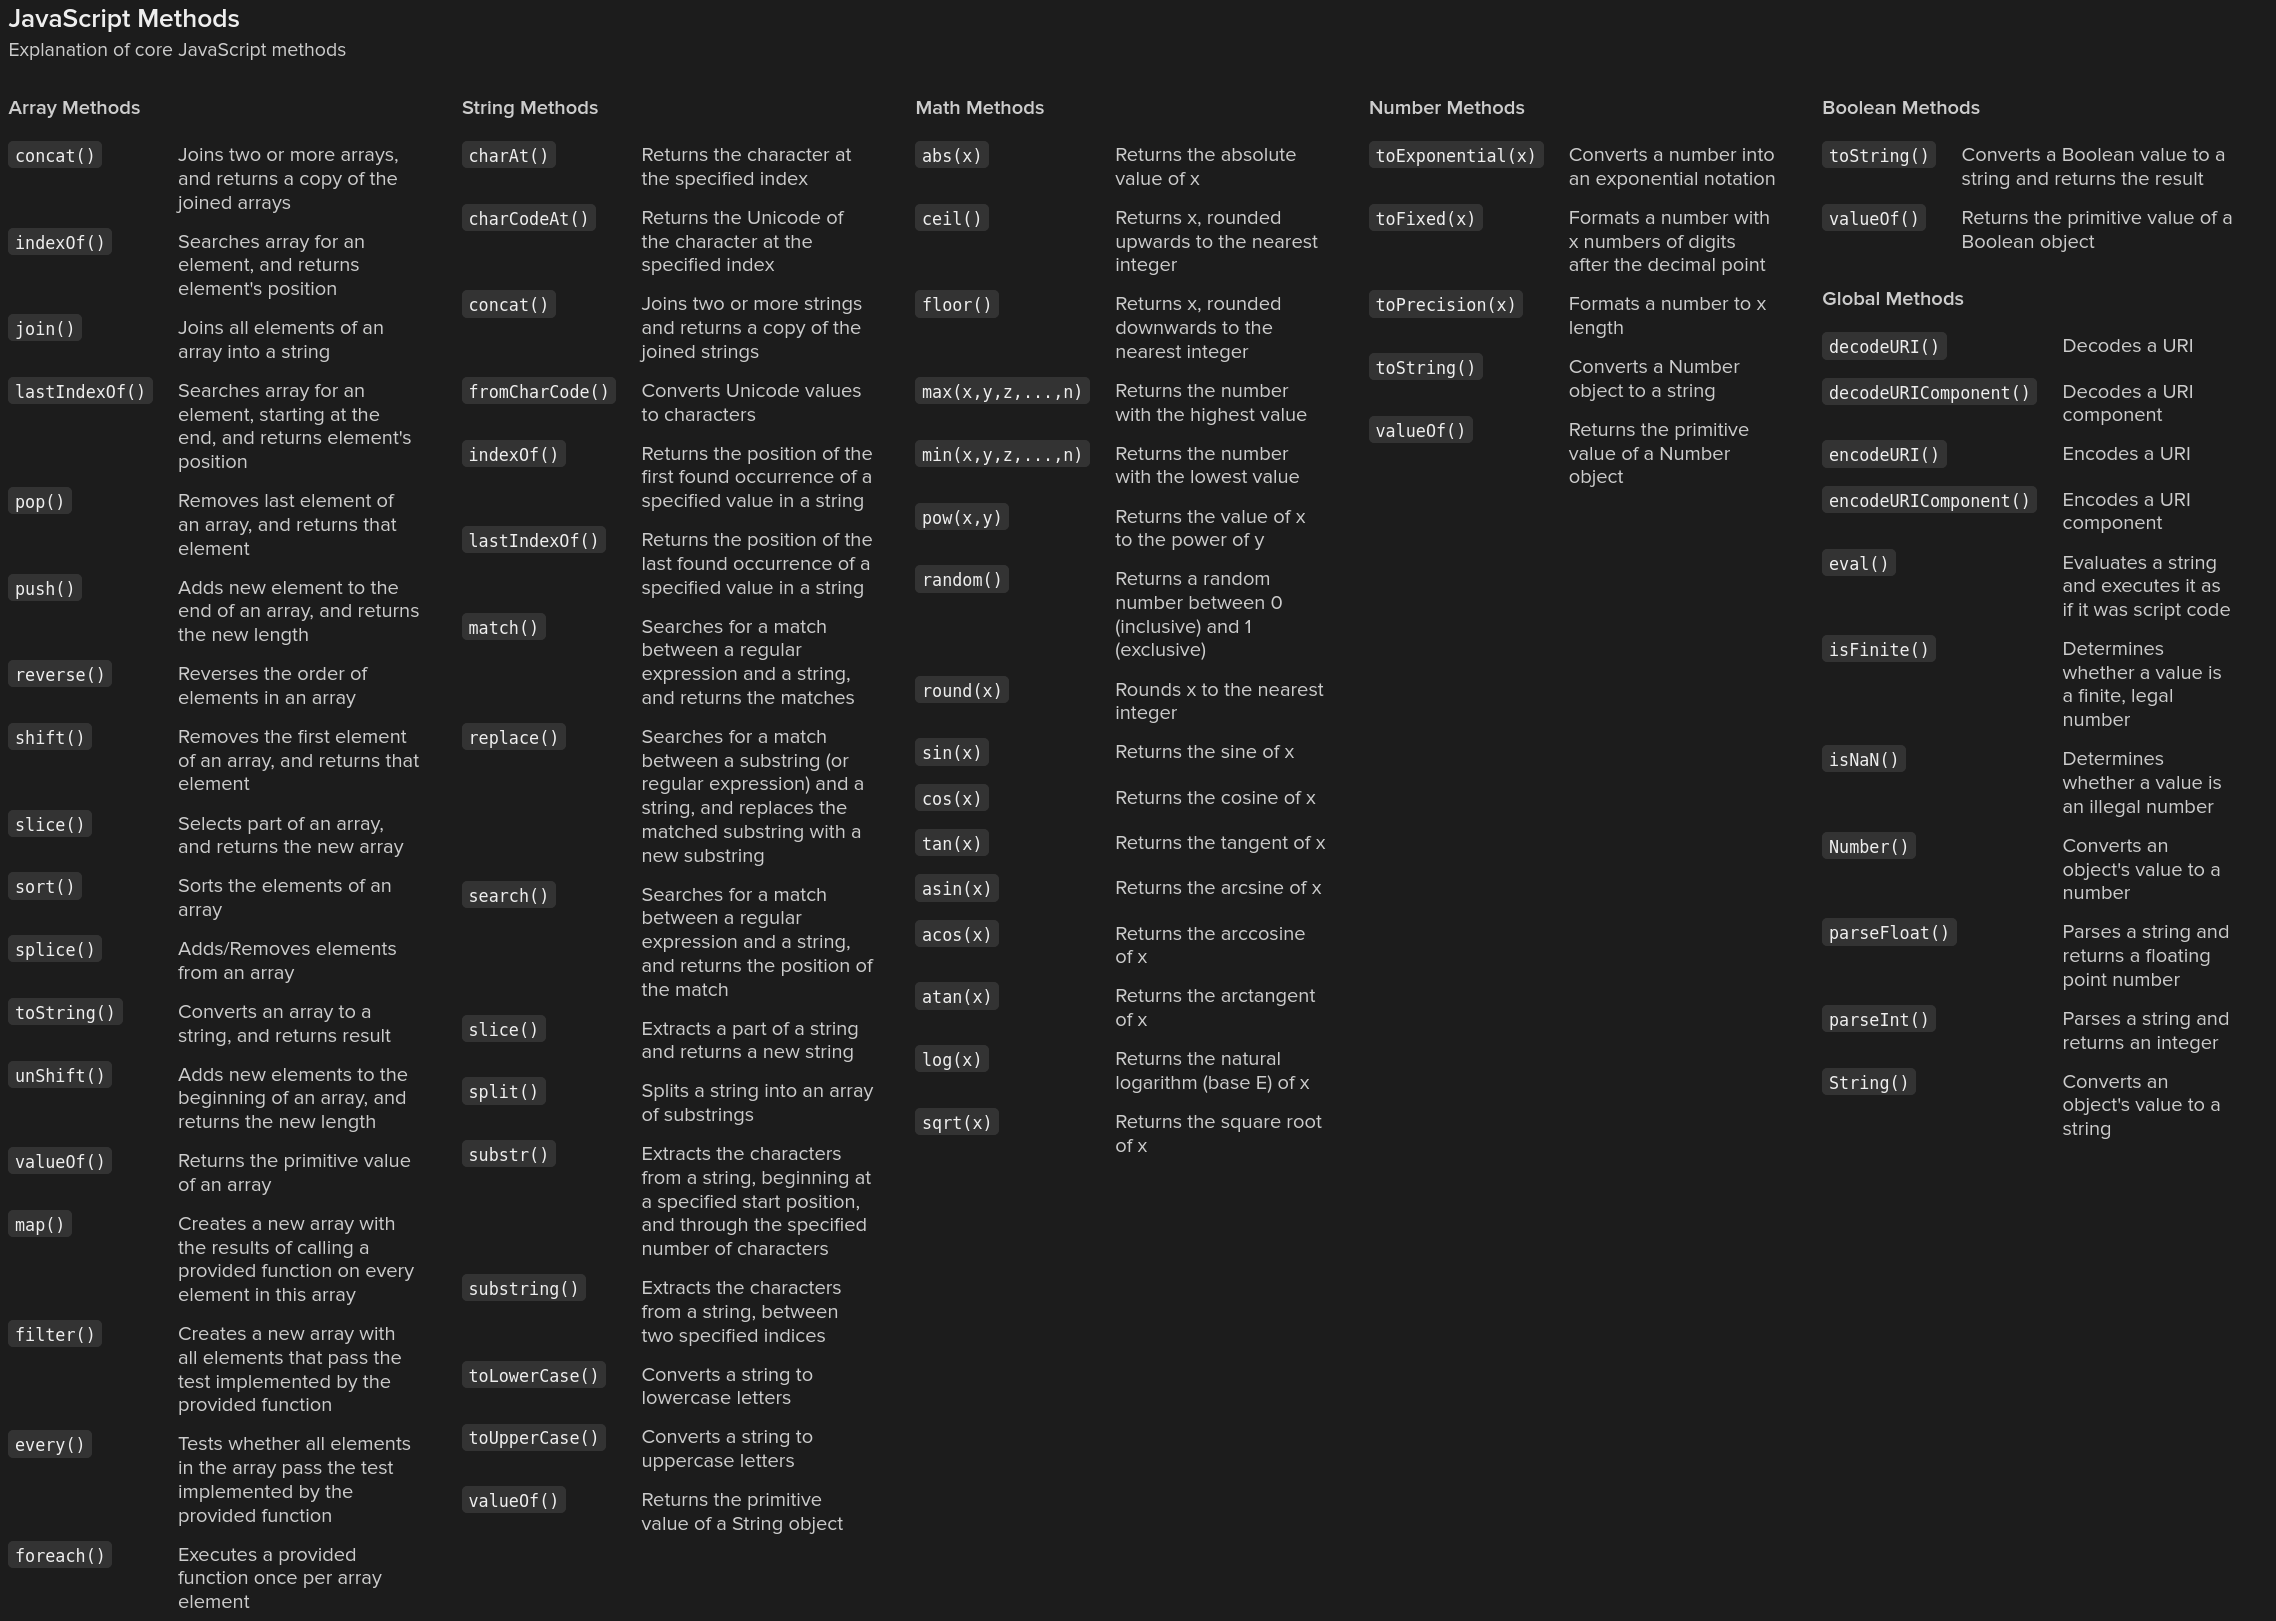 JavaScript Methods
Explanation of core JavaScript methods
Array Methods
concat()
Joins two or more arrays,
and returns a copy of the
joined arrays
indexOf()
Searches array for an
element, and returns
element's position
join()
Joins all elements of an
array into a string
lastIndexOf()
Searches array for an
element, starting at the
end, and returns element's
position
pop()
Removes last element of
an array, and returns that
element
push()
Adds new element to the
end of an array, and returns
the new length
reverse()
Reverses the order of
elements in an array
shift()
Removes the first element
of an array, and returns that
element
slice()
Selects part of an array,
and returns the new array
sort()
Sorts the elements of an
array
splice()
Adds/Removes elements
from an array
toString()
Converts an array to a
string, and returns result
unShift()
Adds new elements to the
beginning of an array, and
returns the new length
valueOf()
Returns the primitive value
of an array
map()
Creates a new array with
the results of calling a
provided function on every
element in this array
filter()
Creates a new array with
all elements that pass the
test implemented by the
provided function
every()
Tests whether all elements
in the array pass the test
implemented by the
provided function
foreach()
Executes a provided
function once per array
element
String Methods
charAt()
Returns the character at
the specified index
charCodeAt()
Returns the Unicode of
the character at the
specified index
concat()
Joins two or more strings
and returns a copy of the
joined strings
fromCharCode()
Converts Unicode values
to characters
indexOf()
Returns the position of the
first found occurrence of a
specified value in a string
lastIndexOf()
Returns the position of the
last found occurrence of a
specified value in a string
match()
Searches for a match
between a regular
expression and a string,
and returns the matches
replace()
Searches for a match
between a substring (or
regular expression) and a
string, and replaces the
matched substring with a
new substring
search()
Searches for a match
between a regular
expression and a string,
and returns the position of
the match
slice()
Extracts a part of a string
and returns a new string
split()
Splits a string into an array
of substrings
substr()
Extracts the characters
from a string, beginning at
a specified start position,
and through the specified
number of characters
substring()
Extracts the characters
from a string, between
two specified indices
toLowerCase()
Converts a string to
lowercase letters
toUpperCase()
Converts a string to
uppercase letters
valueOf()
Returns the primitive
value of a String object
Math Methods
abs(x)
Returns the absolute
value of x
ceil()
Returns x, rounded
upwards to the nearest
integer
floor()
Returns x, rounded
downwards to the
nearest integer
max(x,y,z,...,n)
Returns the number
with the highest value
min(x,y,z,...,n)
Returns the number
with the lowest value
pow(x,y)
Returns the value of x
to the power of y
random()
Returns a random
number between 0
(inclusive) and 1
(exclusive)
round(x)
Rounds x to the nearest
integer
sin(x)
Returns the sine of x
cos(x)
Returns the cosine of x
tan(x)
Returns the tangent of x
asin(x)
Returns the arcsine of x
acos(x)
Returns the arccosine
of x
atan(x)
Returns the arctangent
of x
log(x)
Returns the natural
logarithm (base E) of x
sqrt(x)
Returns the square root
of x
Number Methods
toExponential(x)
Converts a number into
an exponential notation
toFixed(x)
Formats a number with
x numbers of digits
after the decimal point
toPrecision(x)
Formats a number to x
length
toString()
Converts a Number
object to a string
valueOf()
Returns the primitive
value of a Number
object
Boolean Methods
toString()
Converts a Boolean value to a
string and returns the result
valueOf()
Returns the primitive value of a
Boolean object
Global Methods
decodeURI()
Decodes a URI
decodeURIComponent()
Decodes a URI
component
encodeURI()
Encodes a URI
encodeURIComponent()
Encodes a URI
component
eval()
Evaluates a string
and executes it as
if it was script code
isFinite()
Determines
whether a value is
a finite, legal
number
isNaN()
Determines
whether a value is
an illegal number
Number()
Converts an
object's value to a
number
parseFloat()
Parses a string and
returns a floating
point number
parseInt()
Parses a string and
returns an integer
String()
Converts an
object's value to a
string